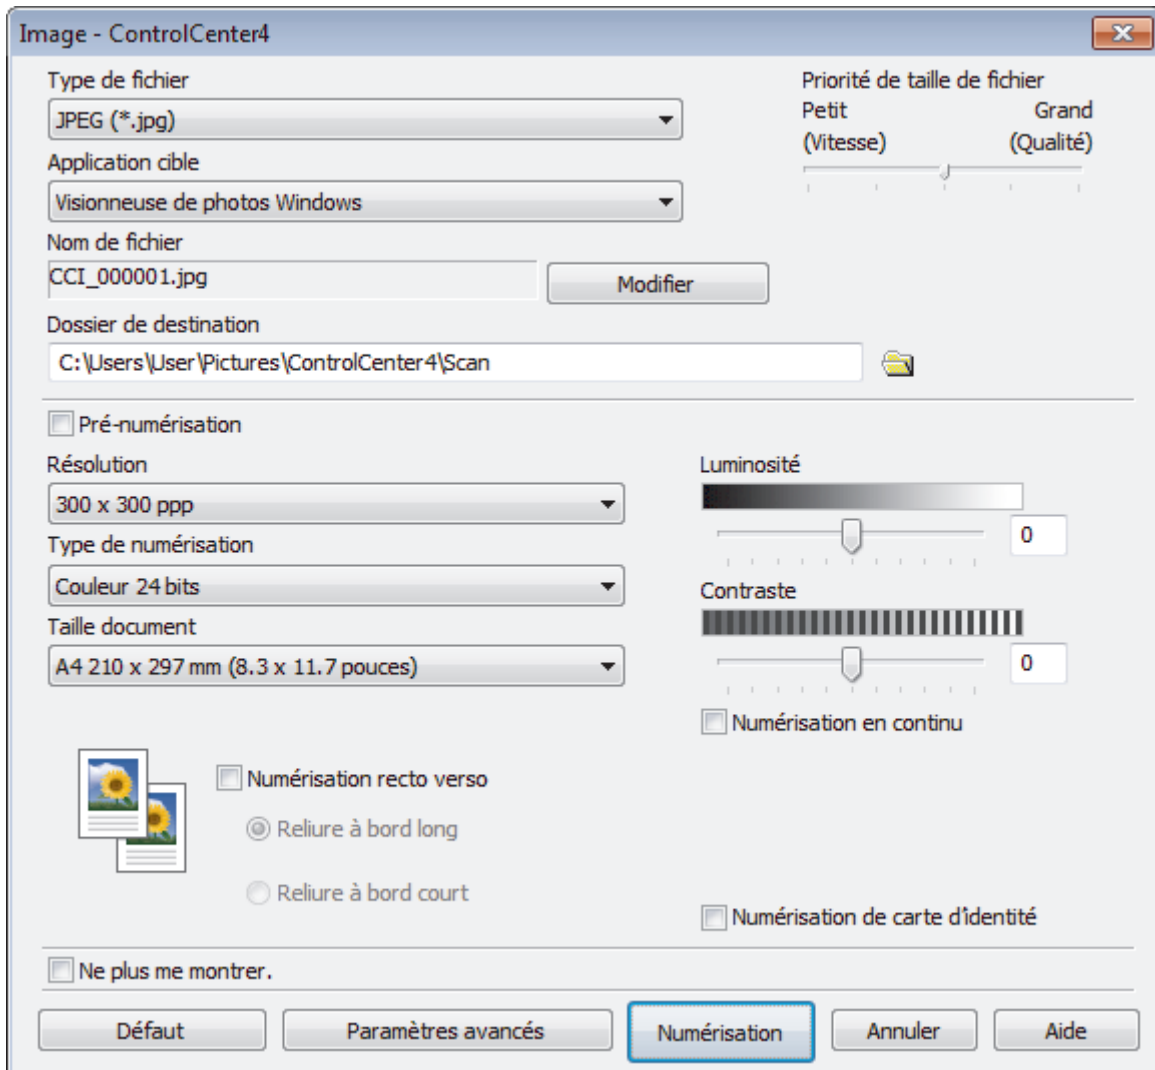 Image - ControlCenter4
Type de fichier
JPEG (*.jpg)
Application cible
Visionneuse de photos Windows
Nom de fichier
CCI_000001.jpg
Modifier
Dossier de destination
C:\Users\User\Pictures\ControlCenter4\Scan
Priorité de taille de fichier
Petit Grand
(Vitesse) (Qualité)
Pré-numérisation
Résolution
300 x 300 ppp
Type de numérisation
Couleur 24 bits
Taille document
A4 210 x 297 mm (8.3 x 11.7 pouces)
Luminosité
0
Contraste
0
Numérisation en continu
Numérisation recto verso
Reliure à bord long
Reliure à bord court
Numérisation de carte d'identité
Ne plus me montrer.
Défaut Paramètres avancés Numérisation Annuler Aide